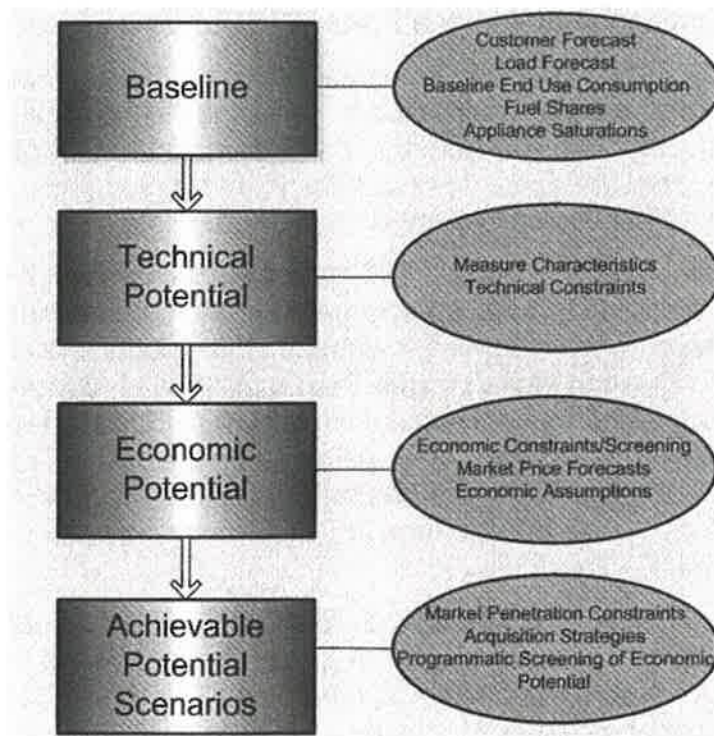 Baseline
Customer Forecast
Load Forecast
Baseline End Use Consumption
Fuel Shares
Appliance Saturations
Technical
Potential
Measure Characteristics
Technical Constraints
Economic
Potential
Economic Constraints/Screening
Market Price Forecasts
Economic Assumptions
Achievable
Potential
Scenarios
Market Penetration Constraints
Acquisition Strategies
Programmatic Screening of Economic
Potential